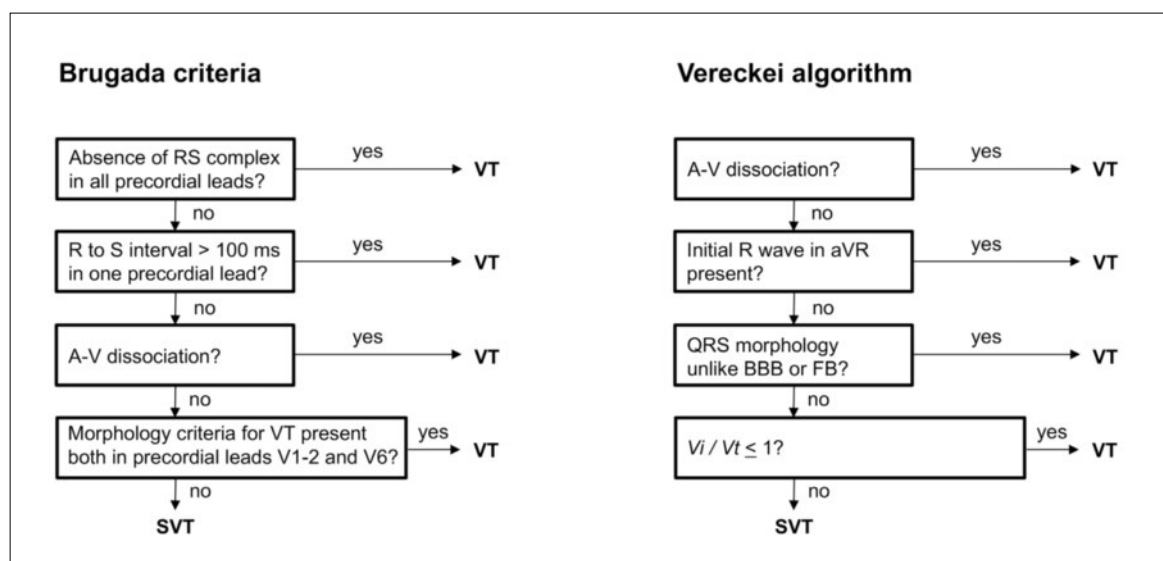 Brugada criteria
Absence of RS complex
in all precordial leads?
yes
VT
no
R to S interval > 100 ms
in one precordial lead?
yes
VT
no
A-V dissociation?
yes
VT
no
Morphology criteria for VT present
both in precordial leads V1-2 and V6?
yes
VT
no
SVT
Vereckei algorithm
A-V dissociation?
yes
VT
no
Initial R wave in aVR
present?
yes
VT
no
QRS morphology
unlike BBB or FB?
yes
VT
no
Vi / Vt ≤ 1?
yes
VT
no
SVT